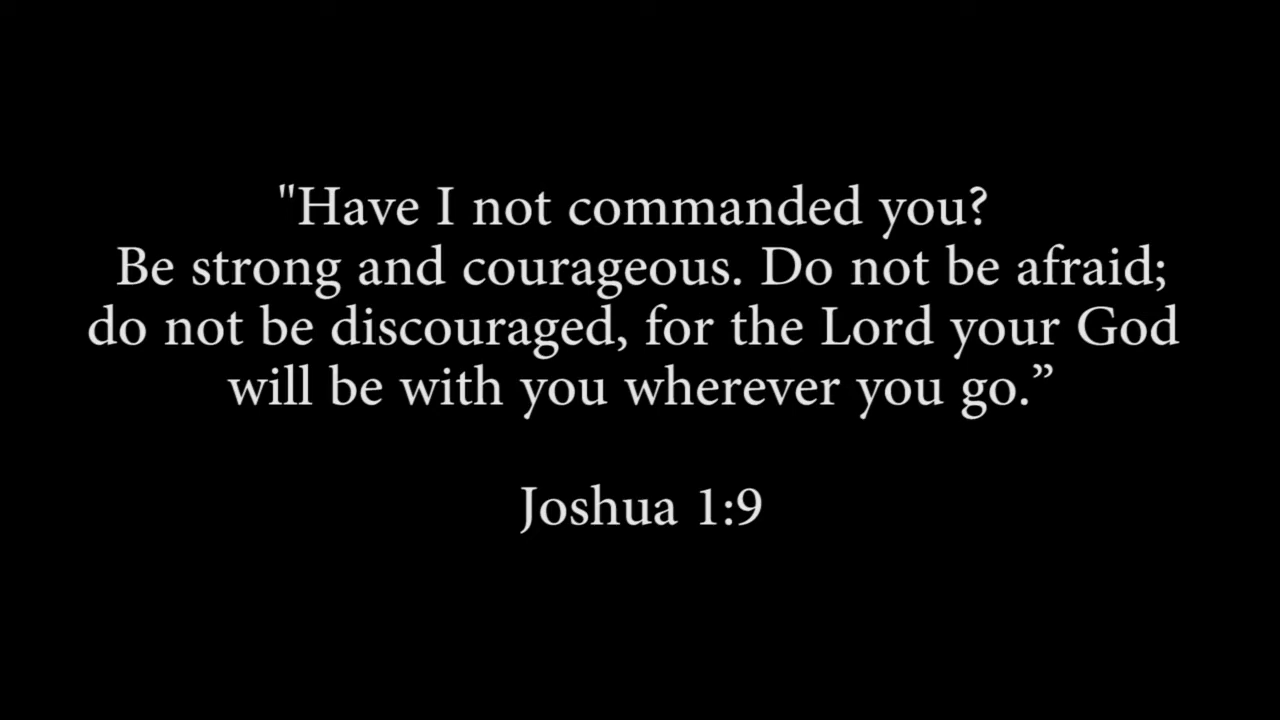 "Have I not commanded you?
Be strong and courageous. Do not be afraid;
do not be discouraged, for the Lord your God
will be with you wherever you go.”
Joshua 1:9